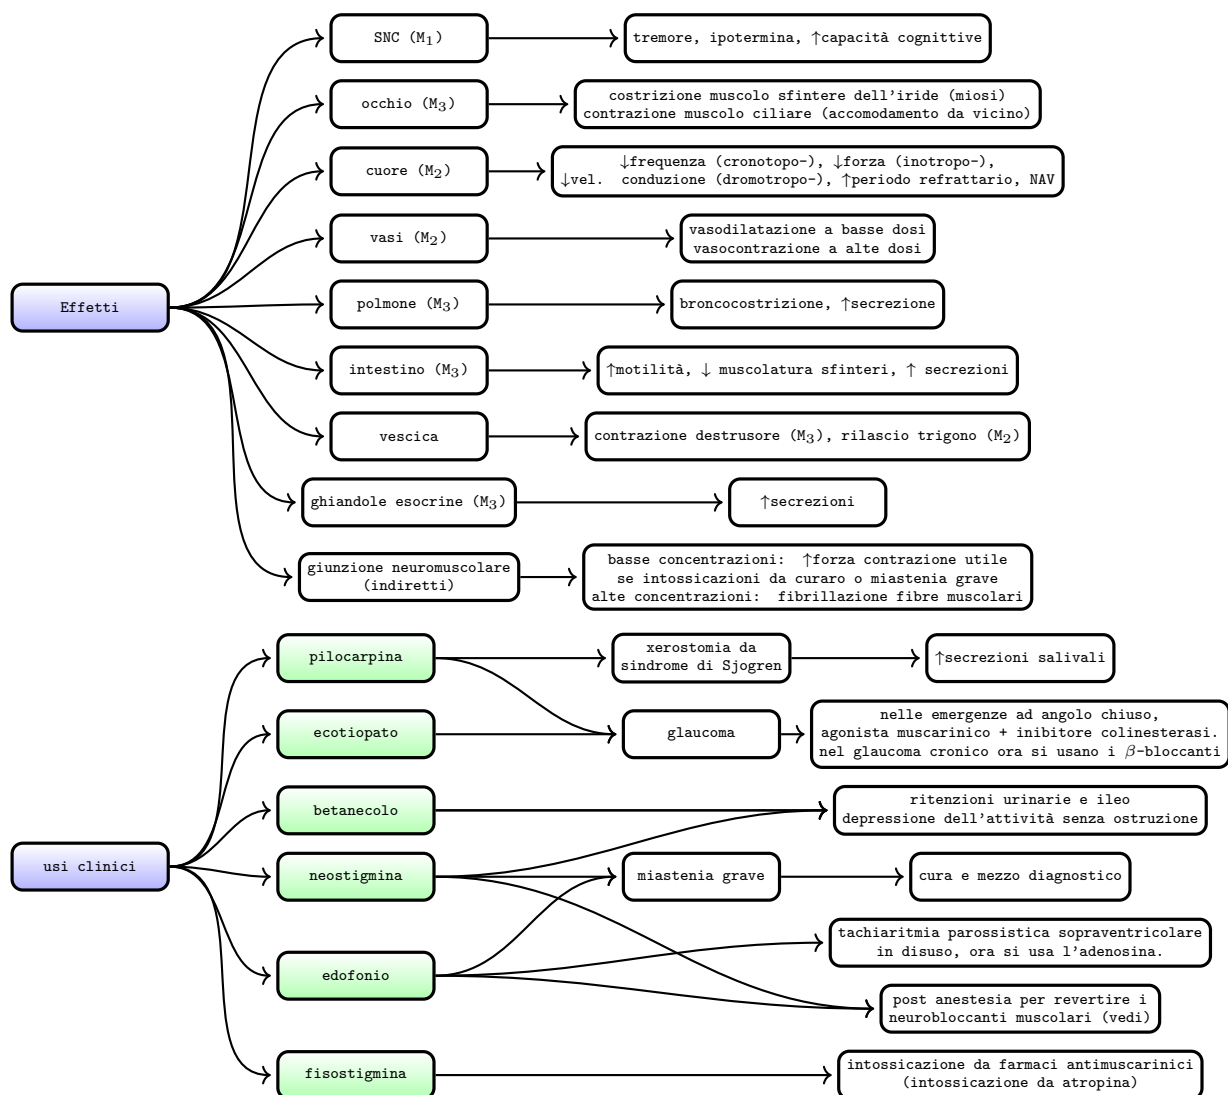 Effetti
SNC (M₁)
tremore, ipotermina, ↑capacità cognittive
occhio (M₃)
costrizione muscolo sfintere dell'iride (miosi)
contrazione muscolo ciliare (accomodamento da vicino)
cuore (M₂)
↓frequenza (cronotopo-), ↓forza (inotropo-),
↓vel. conduzione (dromotropo-), ↑periodo refrattario, NAV
vasi (M₂)
vasodilatazione a basse dosi
vasocontrazione a alte dosi
polmone (M₃)
broncocostrizione, ↑secrezione
intestino (M₃)
↑motilità, ↓ muscolatura sfinteri, ↑ secrezioni
vescica
contrazione destrusore (M₃), rilascio trigono (M₂)
ghiandole esocrine (M₃)
↑secrezioni
giunzione neuromuscolare
(indiretti)
basse concentrazioni: ↑forza contrazione utile
se intossicazioni da curaro o miastenia grave
alte concentrazioni: fibrillazione fibre muscolari
usi clinici
pilocarpina
xerostomia da
sindrome di Sjogren
↑secrezioni salivali
ecotiopato
glaucoma
nelle emergenze ad angolo chiuso,
agonista muscarinico + inibitore colinesterasi.
nel glaucoma cronico ora si usano i β-bloccanti
betanecolo
ritenzioni urinarie e ileo
depressione dell'attività senza ostruzione
neostigmina
miastenia grave
cura e mezzo diagnostico
edofonio
tachiaritmia parossistica sopraventricolare
in disuso, ora si usa l'adenosina.
post anestesia per revertire i
neurobloccanti muscolari (vedi)
fisostigmina
intossicazione da farmaci antimuscarinici
(intossicazione da atropina)